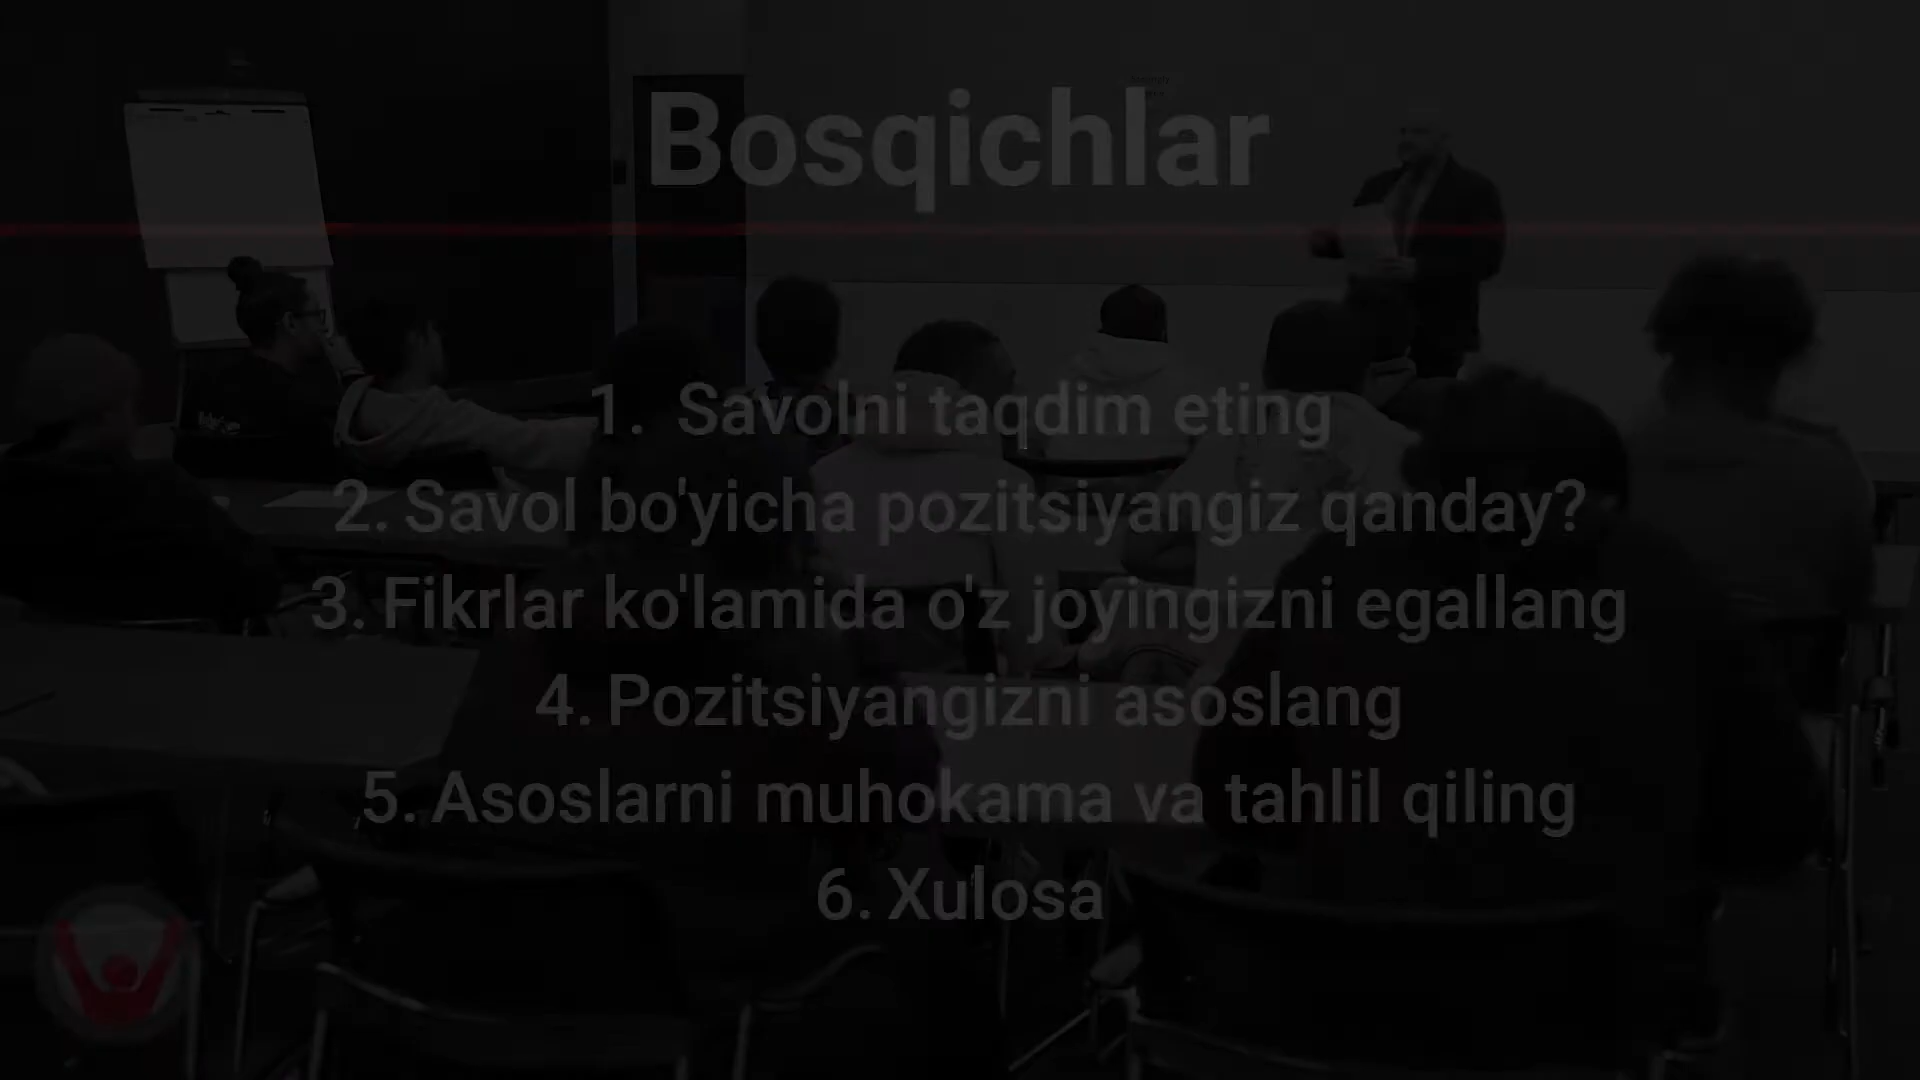 Bosqichlar
1. Savolni taqdim eting
2. Savol bo'yicha pozitsiyangiz qanday?
3. Fikrlar ko'lamida o'z joyingizni egallang
4. Pozitsiyangizni asoslang
5. Asoslarni muhokama va tahlil qiling
6. Xulosa